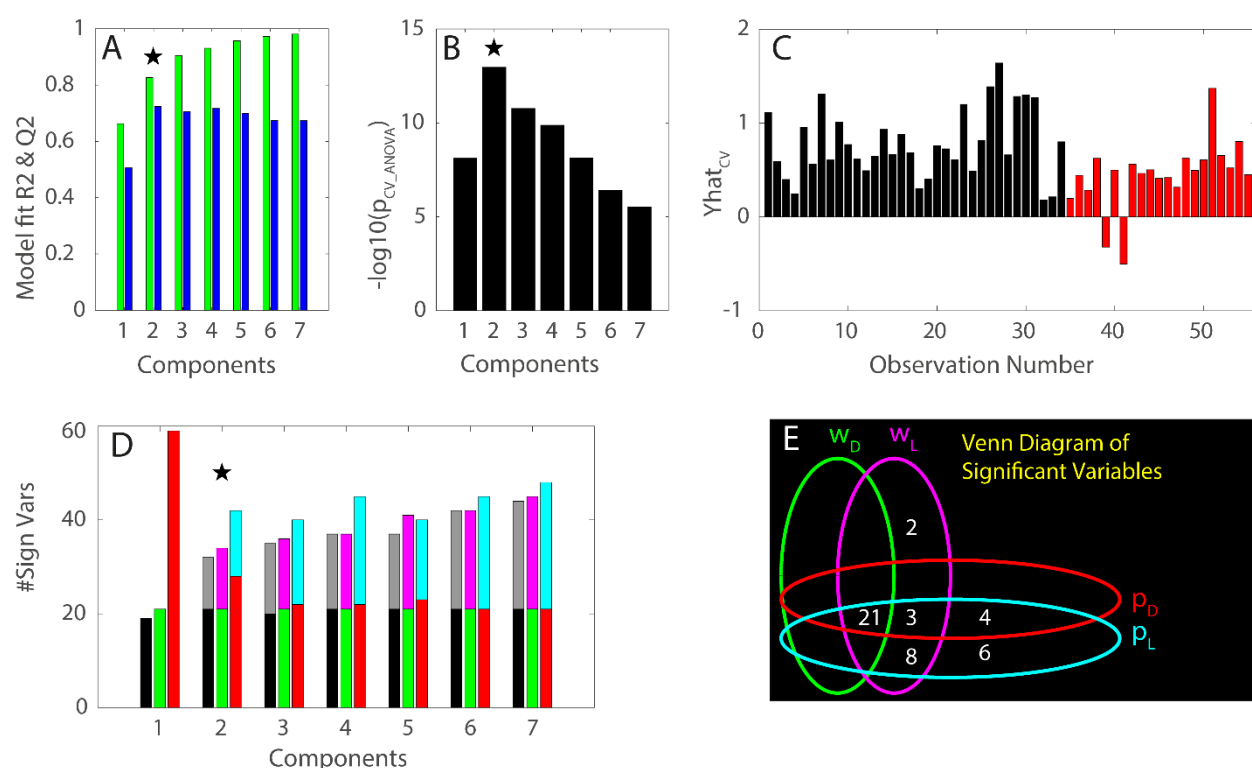 A
Model fit R2 & Q2
1
0.8
0.6
0.4
0.2
0
1 2 3 4 5 6 7
Components
B
-log10(pCV_ANOVA)
15
10
5
0
1 2 3 4 5 6 7
Components
C
YhatCV
2
1
0
-1
0 10 20 30 40 50
Observation Number
D
#Sign Vars
60
40
20
0
1 2 3 4 5 6 7
Components
E
wD
wL
Venn Diagram of
Significant Variables
2
21 3 4
8 6
pD
pL